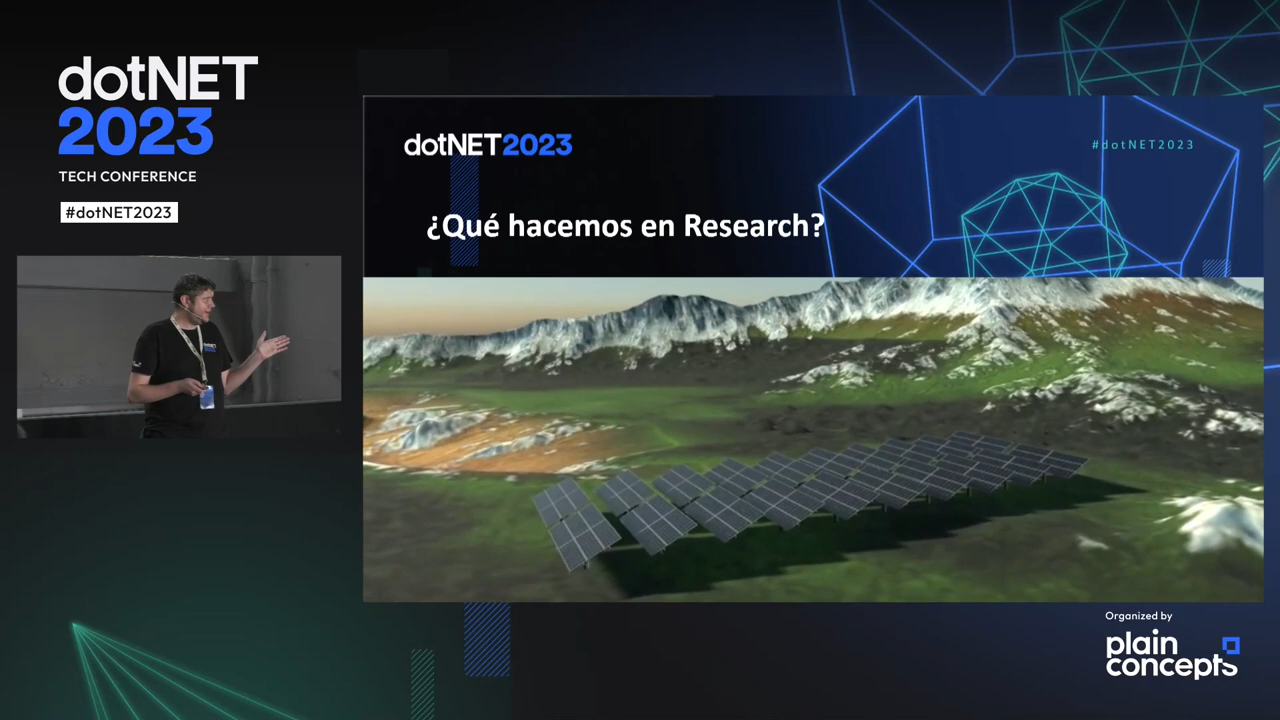 dotNET
2023
TECH CONFERENCE
#dotNET2023
dotNET2023
#dotNET2023
¿Qué hacemos en Research?
Organized by
plain
concepts